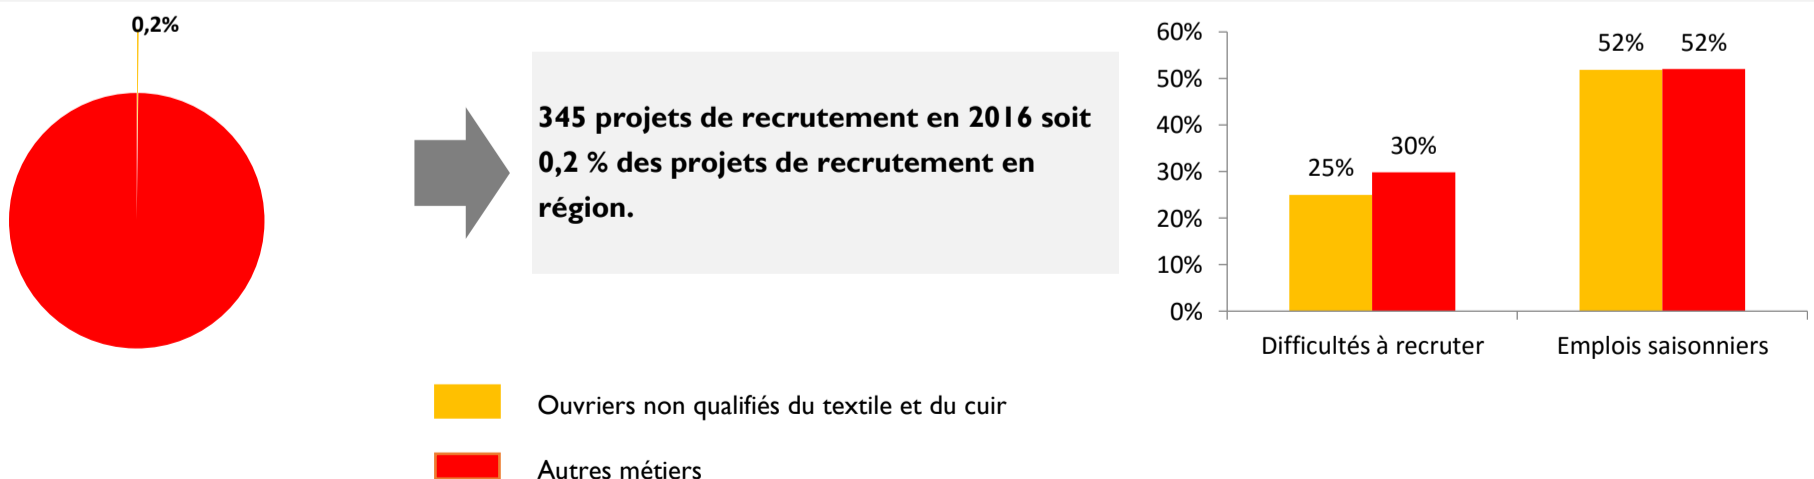 0,2%
345 projets de recrutement en 2016 soit
0,2 % des projets de recrutement en
région.
60%
50%
40%
30%
20%
10%
0%
25%
30%
52%
52%
Difficultés à recruter
Emplois saisonniers
Ouvriers non qualifiés du textile et du cuir
Autres métiers